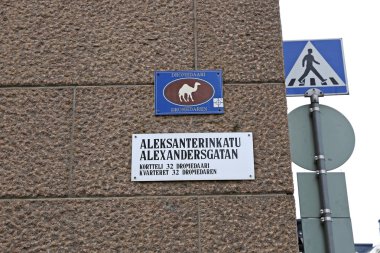 DROMEDAARI
DROMEDAREN
ALEKSANTERINKATU
ALEXANDERSGATAN
KORTTELI 32 DROMEDAARI
KVARTERET 32 DROMEDAREN